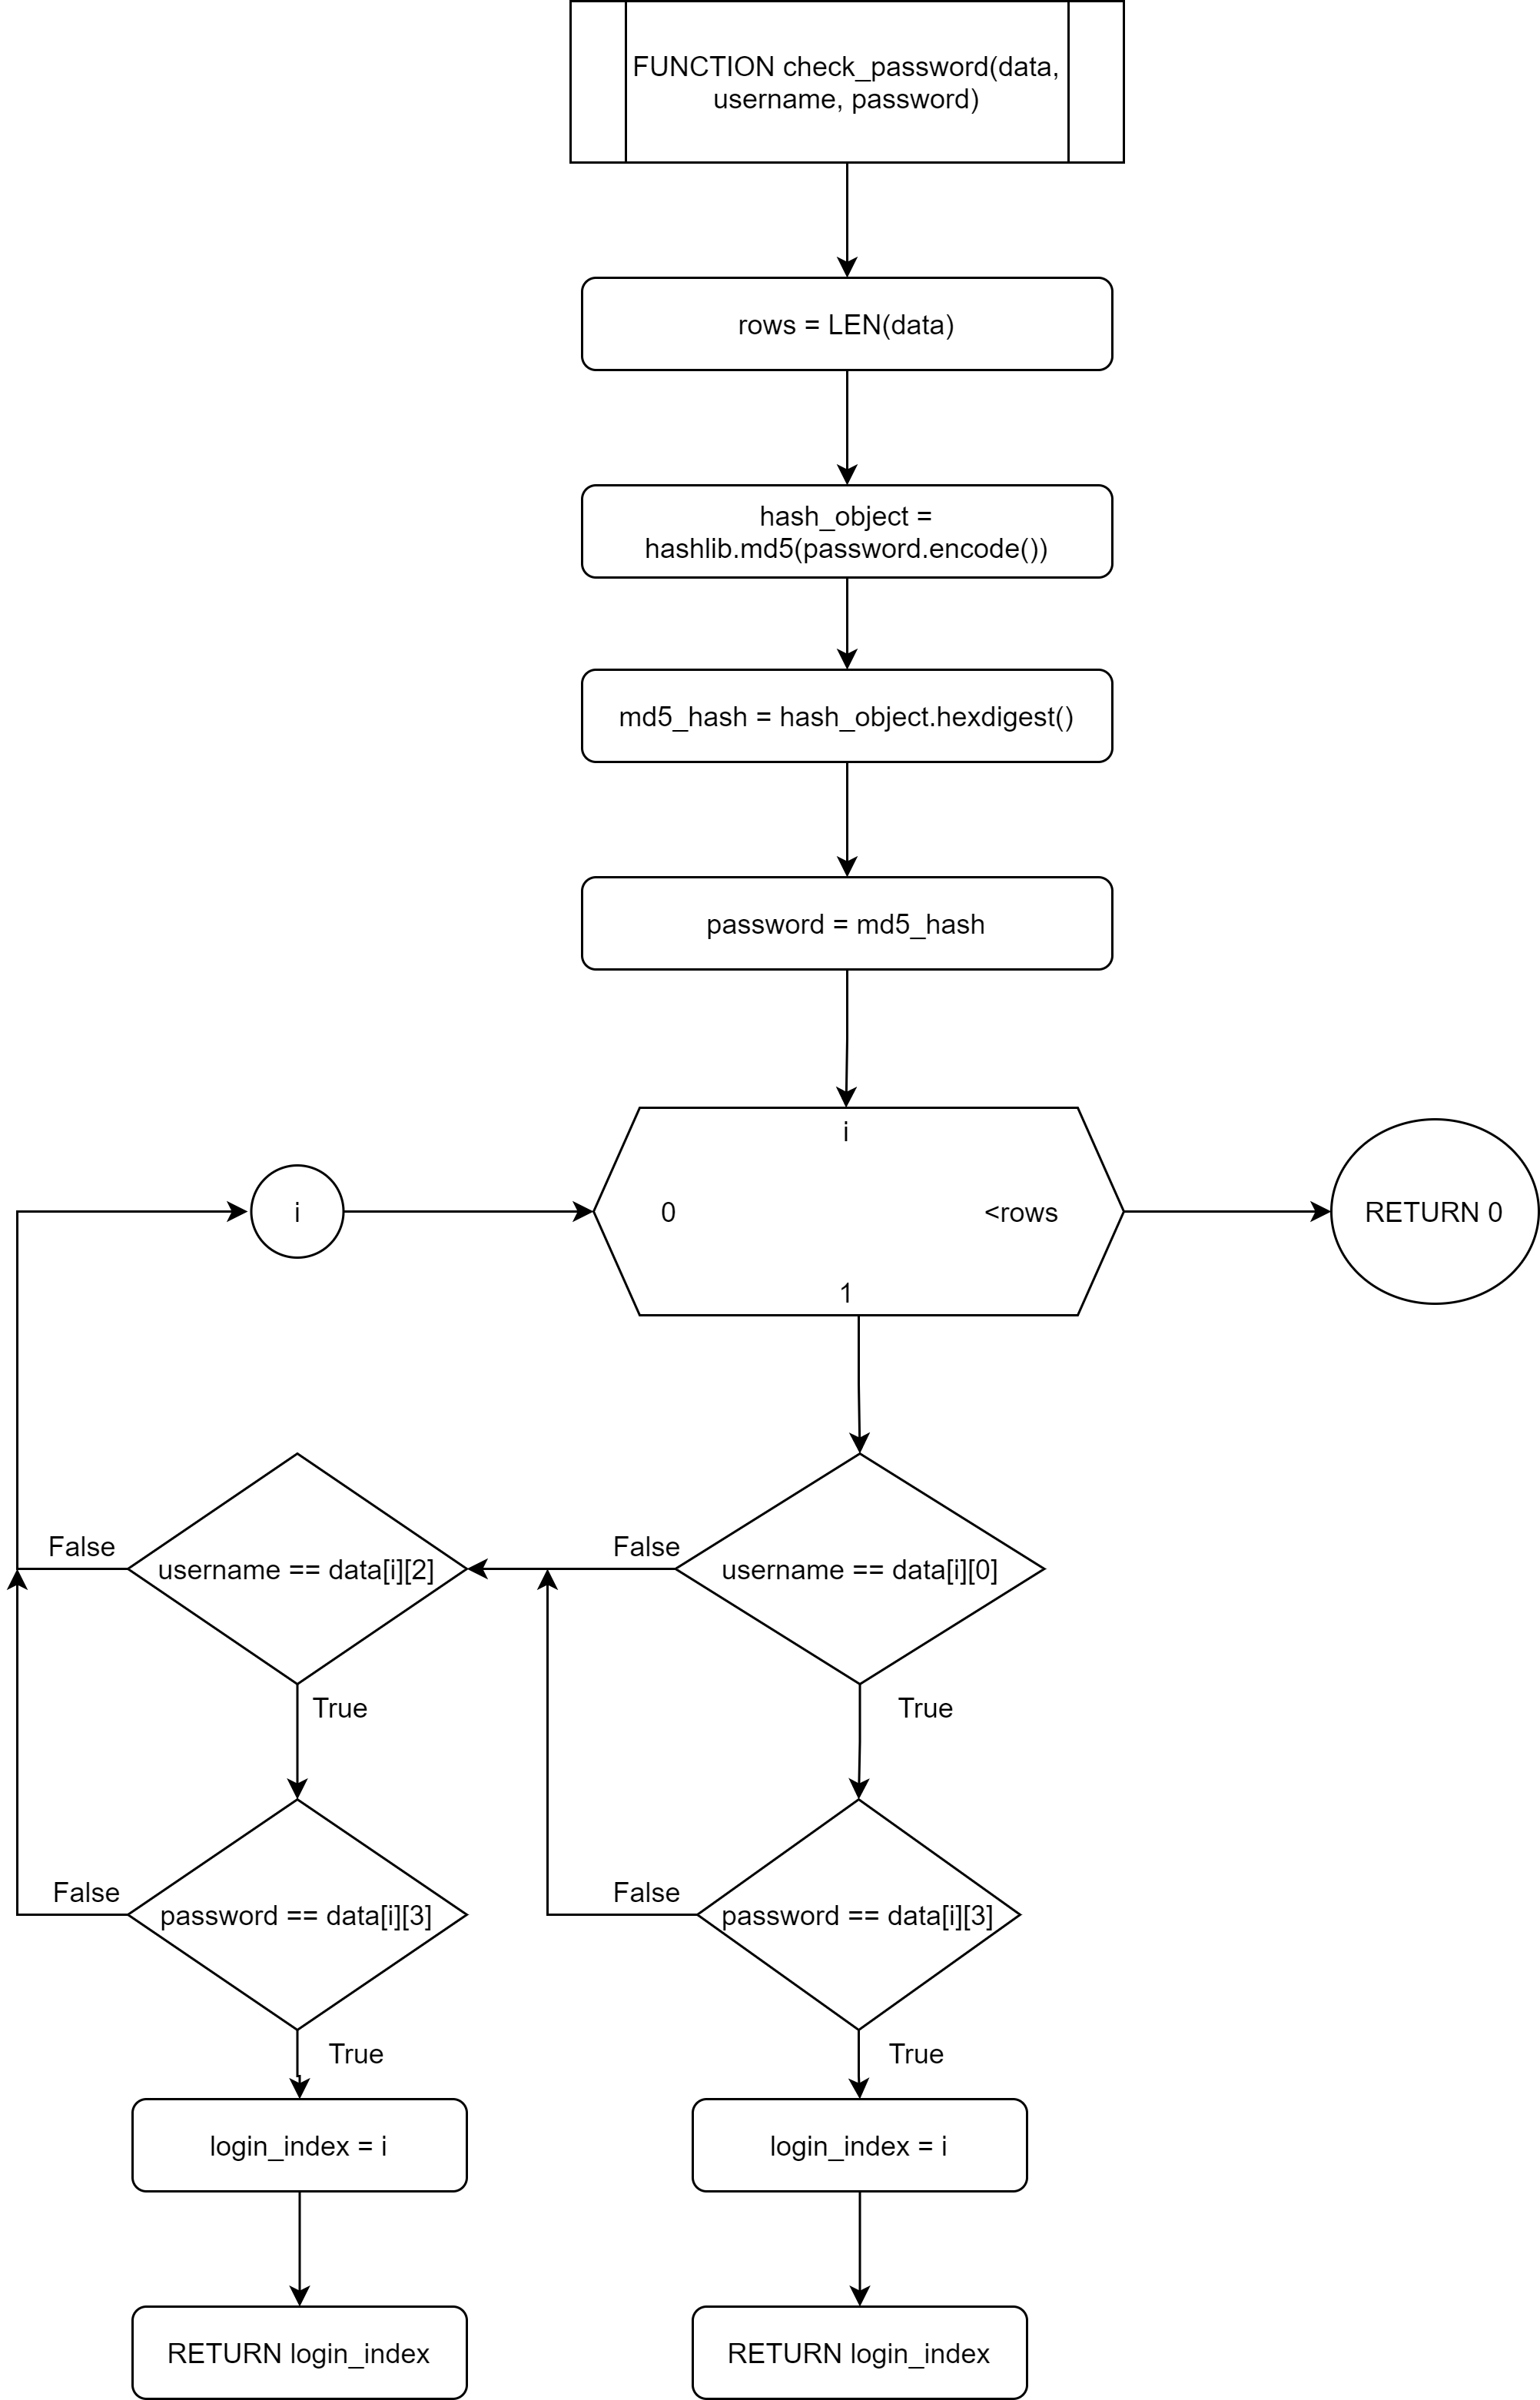 FUNCTION check_password(data,
username, password)
rows = LEN(data)
hash_object =
hashlib.md5(password.encode())
md5_hash = hash_object.hexdigest()
password = md5_hash
i
i
0
<rows
RETURN 0
1
False
username == data[i][2]
False
username == data[i][0]
True
True
False
password == data[i][3]
False
password == data[i][3]
True
True
login_index = i
login_index = i
RETURN login_index
RETURN login_index